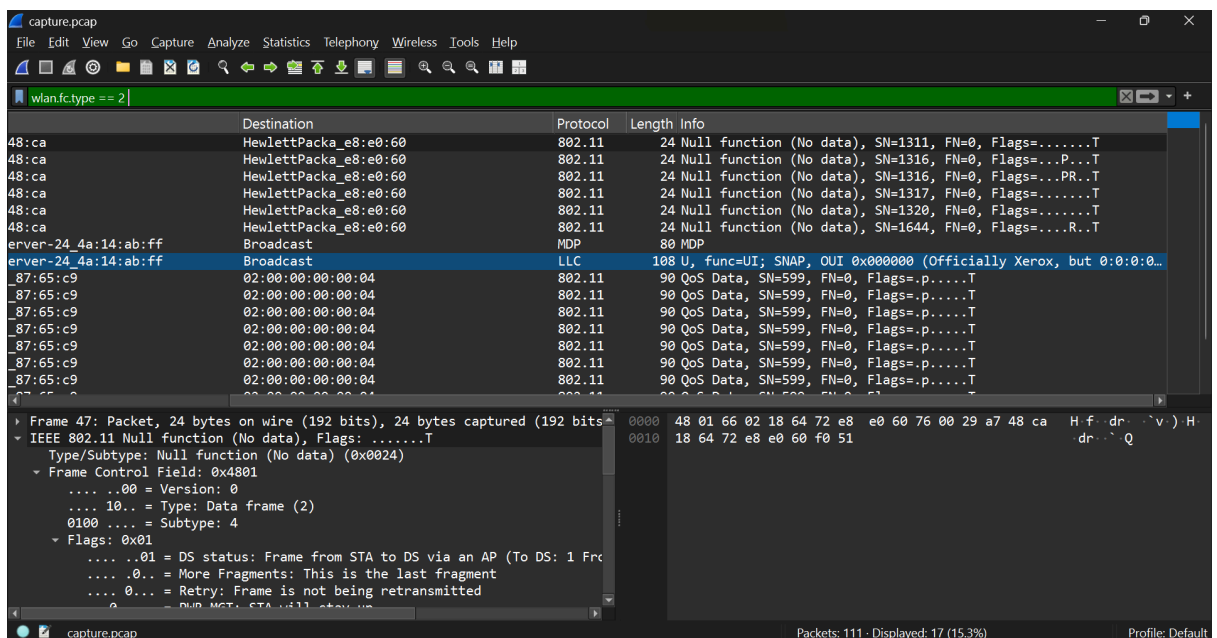 capture.pcap
File Edit View Go Capture Analyze Statistics Telephony Wireless Tools Help
wlan.fc.type == 2
Destination Protocol Length Info
48:ca HewlettPacka_e8:e0:60 802.11 24 Null function (No data), SN=1311, FN=0, Flags=.......T
48:ca HewlettPacka_e8:e0:60 802.11 24 Null function (No data), SN=1316, FN=0, Flags=...P...T
48:ca HewlettPacka_e8:e0:60 802.11 24 Null function (No data), SN=1316, FN=0, Flags=...PR..T
48:ca HewlettPacka_e8:e0:60 802.11 24 Null function (No data), SN=1317, FN=0, Flags=.......T
48:ca HewlettPacka_e8:e0:60 802.11 24 Null function (No data), SN=1320, FN=0, Flags=.......T
48:ca HewlettPacka_e8:e0:60 802.11 24 Null function (No data), SN=1644, FN=0, Flags=....R..T
erver-24_4a:14:ab:ff Broadcast MDP 80 MDP
erver-24_4a:14:ab:ff Broadcast LLC 108 U, func=UI; SNAP, OUI 0x000000 (Officially Xerox, but 0:0:0:0…
_87:65:c9 02:00:00:00:00:04 802.11 90 QoS Data, SN=599, FN=0, Flags=.p.....T
_87:65:c9 02:00:00:00:00:04 802.11 90 QoS Data, SN=599, FN=0, Flags=.p.....T
_87:65:c9 02:00:00:00:00:04 802.11 90 QoS Data, SN=599, FN=0, Flags=.p.....T
_87:65:c9 02:00:00:00:00:04 802.11 90 QoS Data, SN=599, FN=0, Flags=.p.....T
_87:65:c9 02:00:00:00:00:04 802.11 90 QoS Data, SN=599, FN=0, Flags=.p.....T
_87:65:c9 02:00:00:00:00:04 802.11 90 QoS Data, SN=599, FN=0, Flags=.p.....T
_87:65:c9 02:00:00:00:00:04 802.11 90 QoS Data, SN=599, FN=0, Flags=.p.....T
Frame 47: Packet, 24 bytes on wire (192 bits), 24 bytes captured (192 bits
IEEE 802.11 Null function (No data), Flags: .......T
Type/Subtype: Null function (No data) (0x0024)
Frame Control Field: 0x4801
.... ..00 = Version: 0
.... 10.. = Type: Data frame (2)
0100 .... = Subtype: 4
Flags: 0x01
.... ..01 = DS status: Frame from STA to DS via an AP (To DS: 1 Fro
.... .0.. = More Fragments: This is the last fragment
.... 0... = Retry: Frame is not being retransmitted
...0 .... = PWR MGT: STA will stay up
0000 48 01 66 02 18 64 72 e8 e0 60 76 00 29 a7 48 ca H·f··dr· ·`v·)·H·
0010 18 64 72 e8 e0 60 f0 51 ·dr··`·Q
capture.pcap Packets: 111 · Displayed: 17 (15.3%) Profile: Default